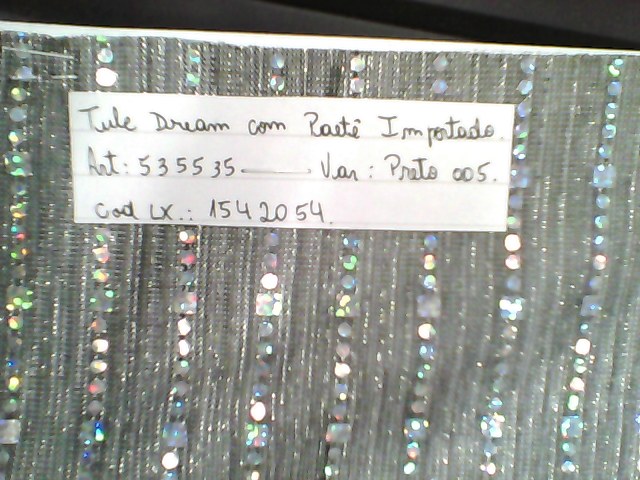 Tule Dream com Paetê Importado.
Art: 535535 —— Var: Preto 005.
Cod LX.: 1542054.